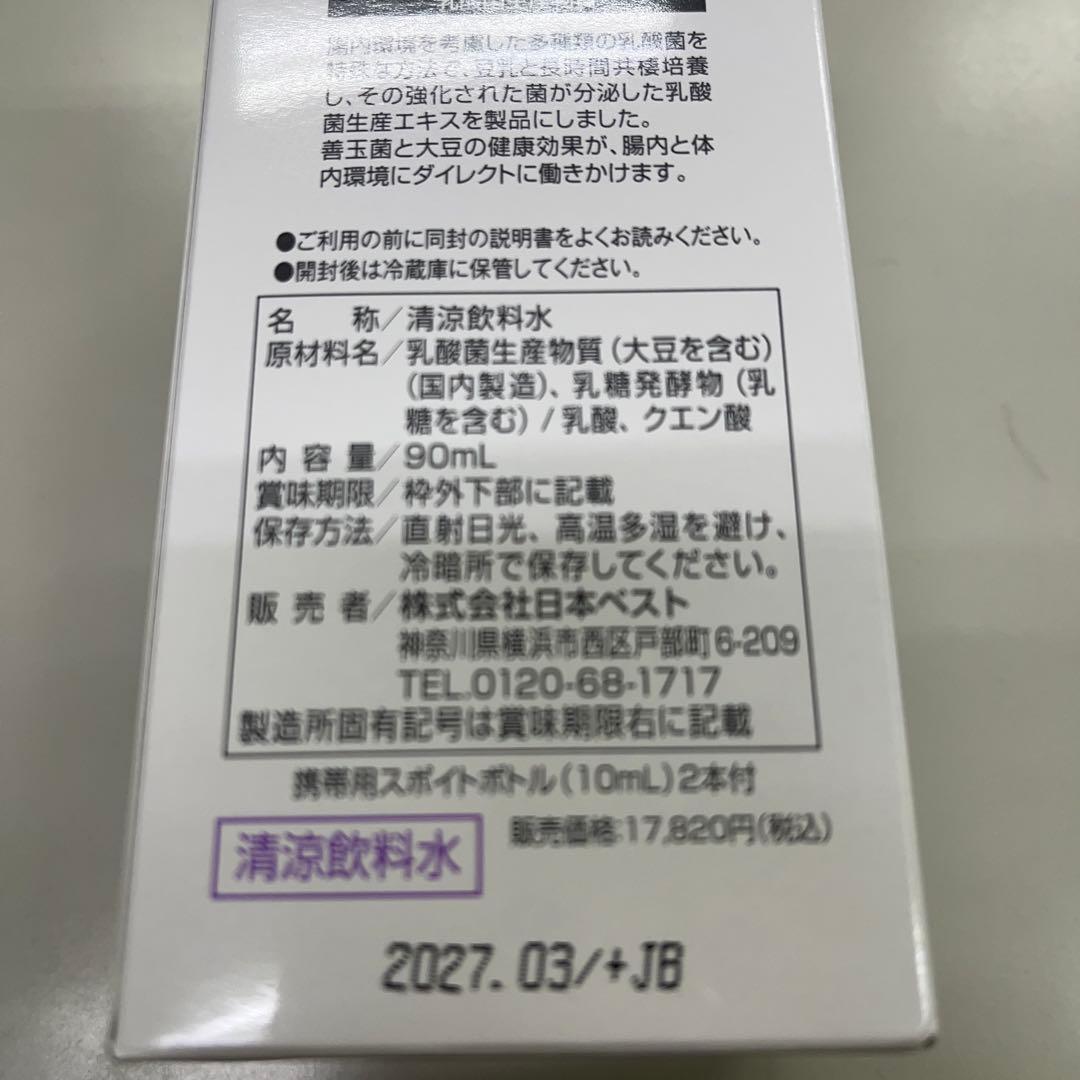 腸内環境を考慮した多種類の乳酸菌を
特殊な方法で、豆乳と長時間共棲培養
し、その強化された菌が分泌した乳酸
菌生産エキスを製品にしました。
善玉菌と大豆の健康効果が、腸内と体
内環境にダイレクトに働きかけます。
●ご利用の前に同封の説明書をよくお読みください。
●開封後は冷蔵庫に保管してください。
名 称/清涼飲料水
原材料名/乳酸菌生産物質(大豆を含む)
(国内製造)、乳糖発酵物(乳
糖を含む)/乳酸、クエン酸
内容量/90mL
賞味期限/枠外下部に記載
保存方法/直射日光、高温多湿を避け、
冷暗所で保存してください。
販売者/株式会社日本ベスト
神奈川県横浜市西区戸部町6-209
TEL.0120-68-1717
製造所固有記号は賞味期限右に記載
携帯用スポイトボトル(10mL)2本付
販売価格:17,820円(税込)
清涼飲料水
2027.03/+JB